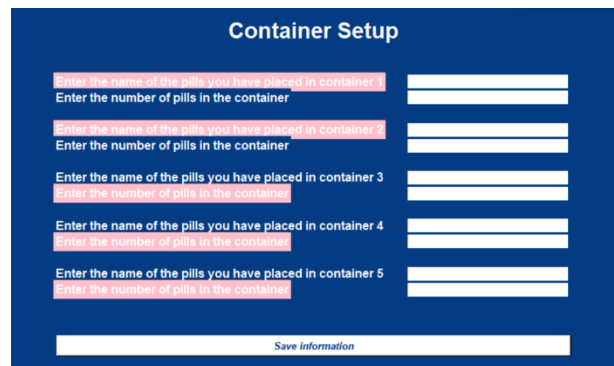 Container Setup
Enter the name of the pills you have placed in container 1
Enter the number of pills in the container
Enter the name of the pills you have placed in container 2
Enter the number of pills in the container
Enter the name of the pills you have placed in container 3
Enter the number of pills in the container
Enter the name of the pills you have placed in container 4
Enter the number of pills in the container
Enter the name of the pills you have placed in container 5
Enter the number of pills in the container
Save information